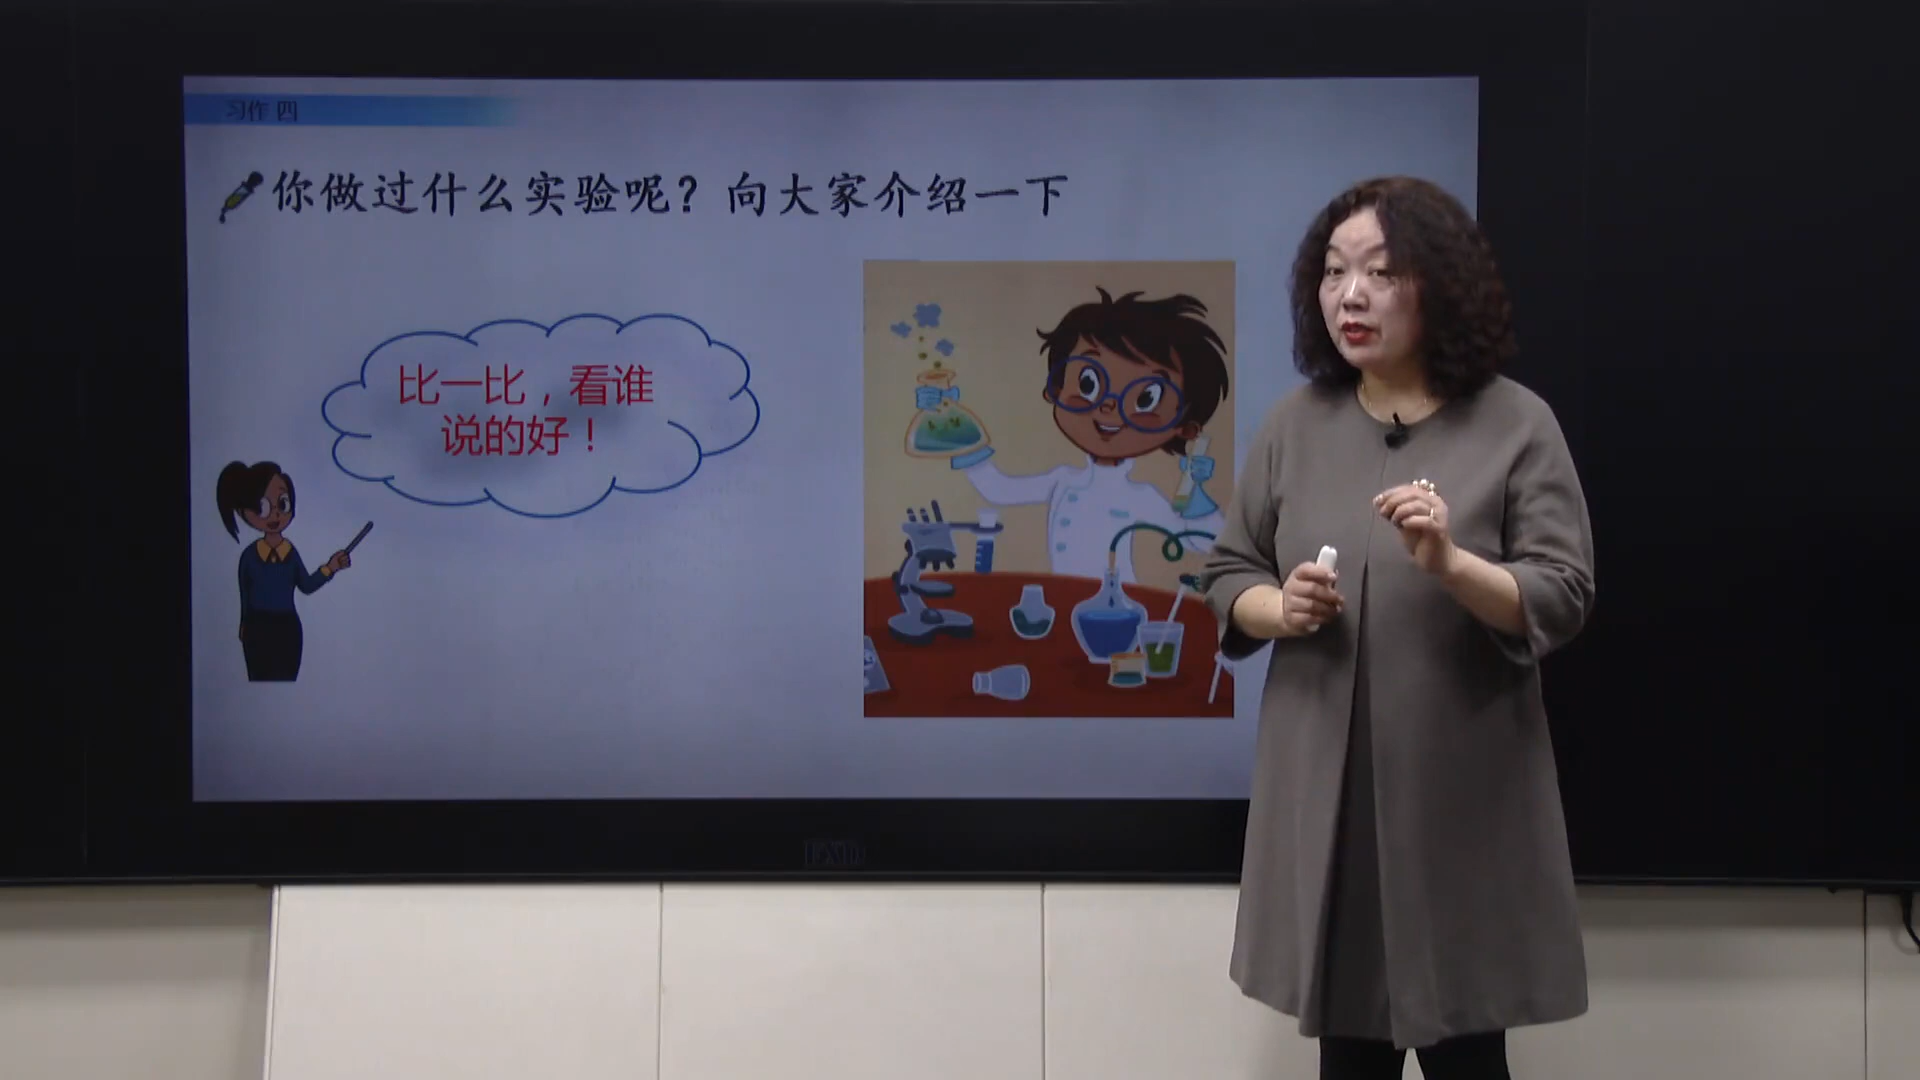 习作 四
你做过什么实验呢？向大家介绍一下
比一比，看谁
说的好！